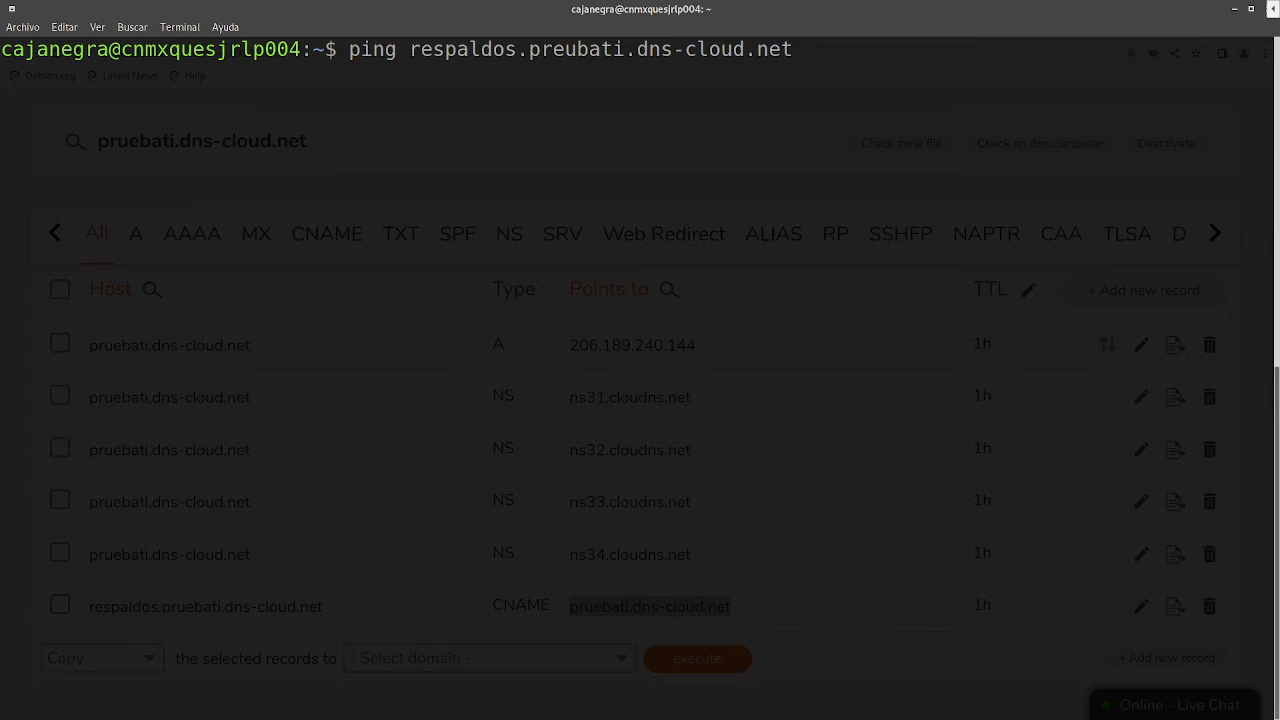 cajanegra@cnmxquesjrlp004: ~
Archivo Editar Ver Buscar Terminal Ayuda
cajanegra@cnmxquesjrlp004:~$ ping respaldos.preubati.dns-cloud.net
Debian.org Latest News Help
pruebati.dns-cloud.net Check zone file Check on dns.computer Deactivate
All A AAAA MX CNAME TXT SPF NS SRV Web Redirect ALIAS RP SSHFP NAPTR CAA TLSA D
Host Type Points to TTL + Add new record
pruebati.dns-cloud.net A 206.189.240.144 1h
pruebati.dns-cloud.net NS ns31.cloudns.net 1h
pruebati.dns-cloud.net NS ns32.cloudns.net 1h
pruebati.dns-cloud.net NS ns33.cloudns.net 1h
pruebati.dns-cloud.net NS ns34.cloudns.net 1h
respaldos.pruebati.dns-cloud.net CNAME pruebati.dns-cloud.net 1h
Copy the selected records to - Select domain - execute + Add new record
Online - Live Chat